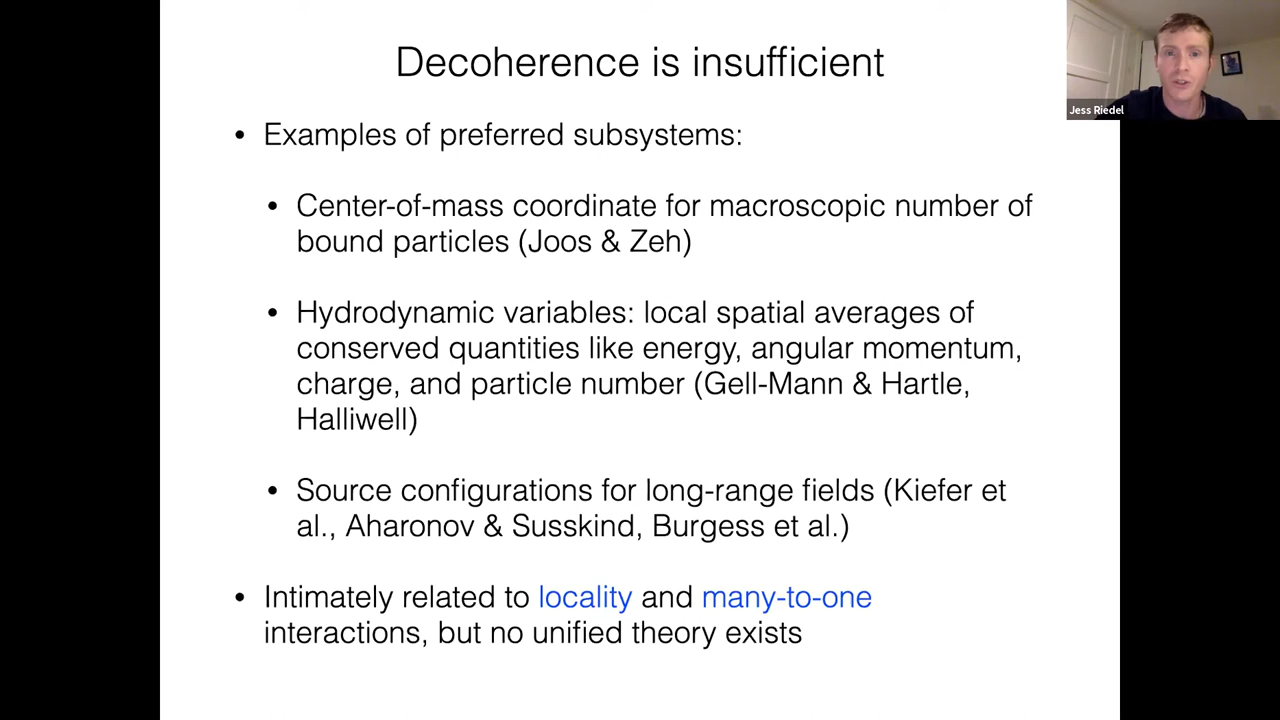 Decoherence is insufficient
Jess Riedel
• Examples of preferred subsystems:
• Center-of-mass coordinate for macroscopic number of
bound particles (Joos & Zeh)
• Hydrodynamic variables: local spatial averages of
conserved quantities like energy, angular momentum,
charge, and particle number (Gell-Mann & Hartle,
Halliwell)
• Source configurations for long-range fields (Kiefer et
al., Aharonov & Susskind, Burgess et al.)
• Intimately related to locality and many-to-one
interactions, but no unified theory exists